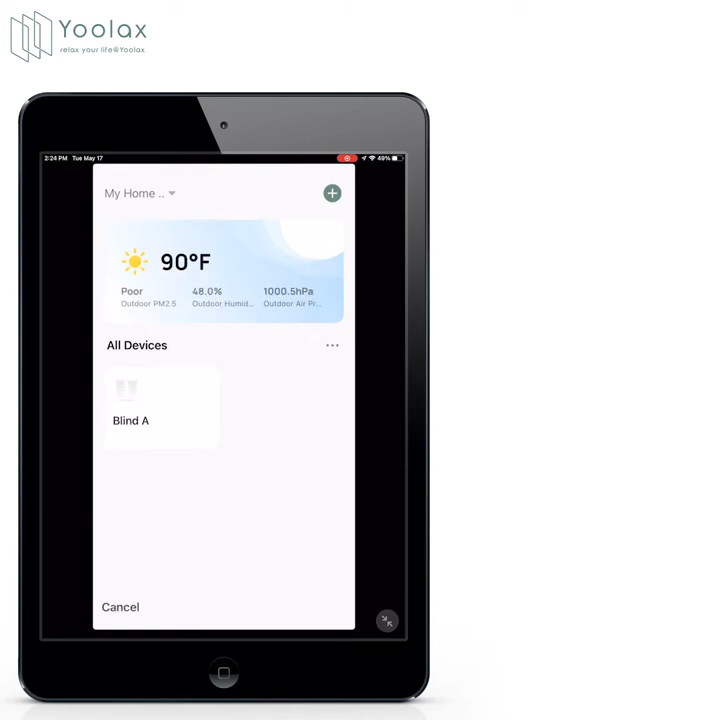 Yoolax
relax your life@Yoolax
2:24 PM Tue May 17
49%
My Home ..
90°F
Poor 48.0% 1000.5hPa
Outdoor PM2.5 Outdoor Humid... Outdoor Air Pr...
All Devices
Blind A
Cancel